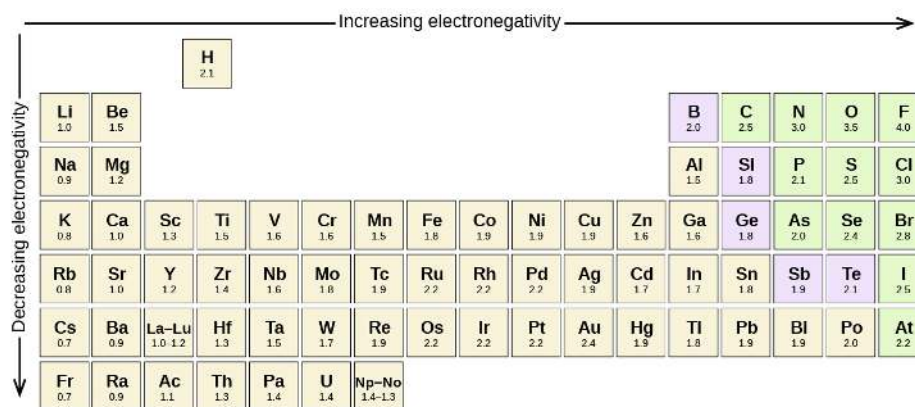 Increasing electronegativity
Decreasing electronegativity
H
2.1
Li Be B C N O F
1.0 1.5 2.0 2.5 3.0 3.5 4.0
Na Mg Al SI P S Cl
0.9 1.2 1.5 1.8 2.1 2.5 3.0
K Ca Sc Ti V Cr Mn Fe Co Ni Cu Zn Ga Ge As Se Br
0.8 1.0 1.3 1.5 1.6 1.6 1.5 1.8 1.9 1.9 1.9 1.6 1.6 1.8 2.0 2.4 2.8
Rb Sr Y Zr Nb Mo Tc Ru Rh Pd Ag Cd In Sn Sb Te I
0.8 1.0 1.2 1.4 1.6 1.8 1.9 2.2 2.2 2.2 1.9 1.7 1.7 1.8 1.9 2.1 2.5
Cs Ba La–Lu Hf Ta W Re Os Ir Pt Au Hg Tl Pb BI Po At
0.7 0.9 1.0–1.2 1.3 1.5 1.7 1.9 2.2 2.2 2.2 2.4 1.9 1.8 1.9 1.9 2.0 2.2
Fr Ra Ac Th Pa U Np–No
0.7 0.9 1.1 1.3 1.4 1.4 1.4–1.3